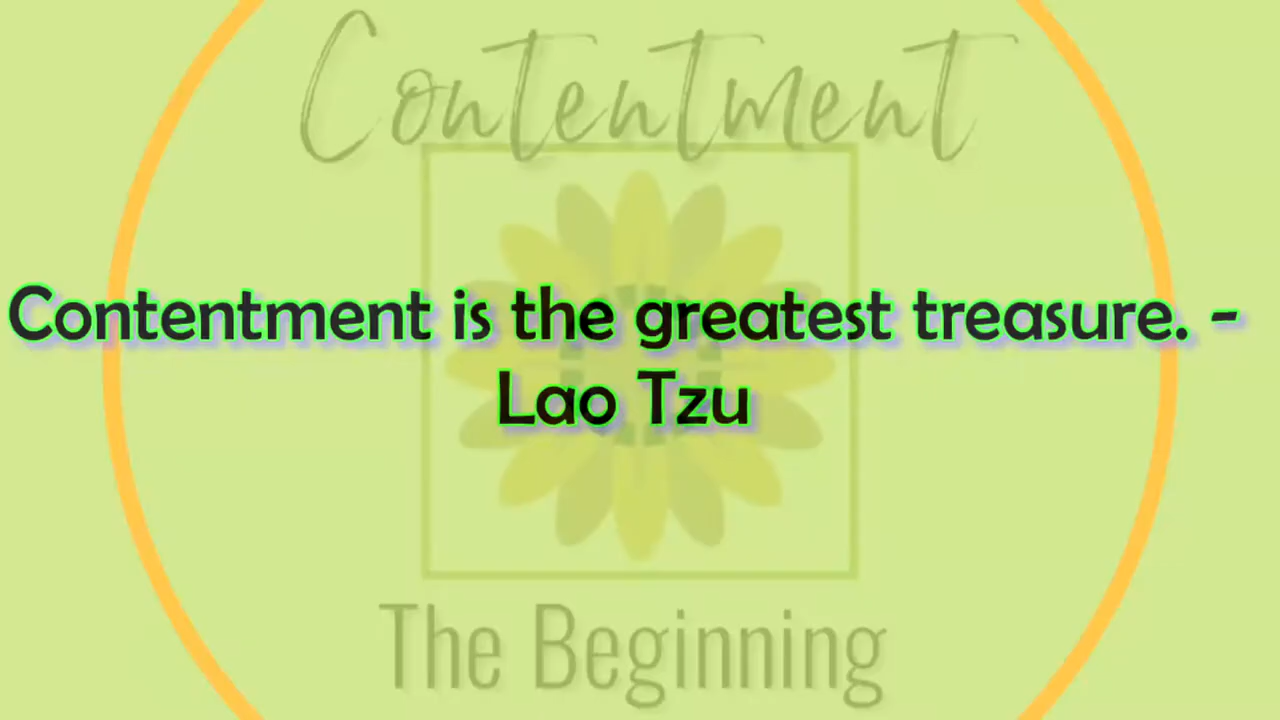 Contentment
Contentment is the greatest treasure. -
Lao Tzu
The Beginning